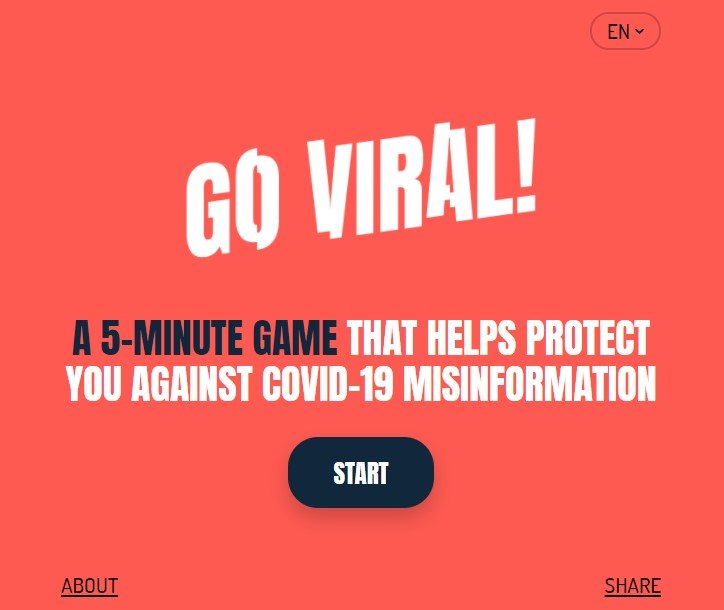 EN
GO VIRAL!
A 5-MINUTE GAME THAT HELPS PROTECT
YOU AGAINST COVID-19 MISINFORMATION
START
ABOUT
SHARE